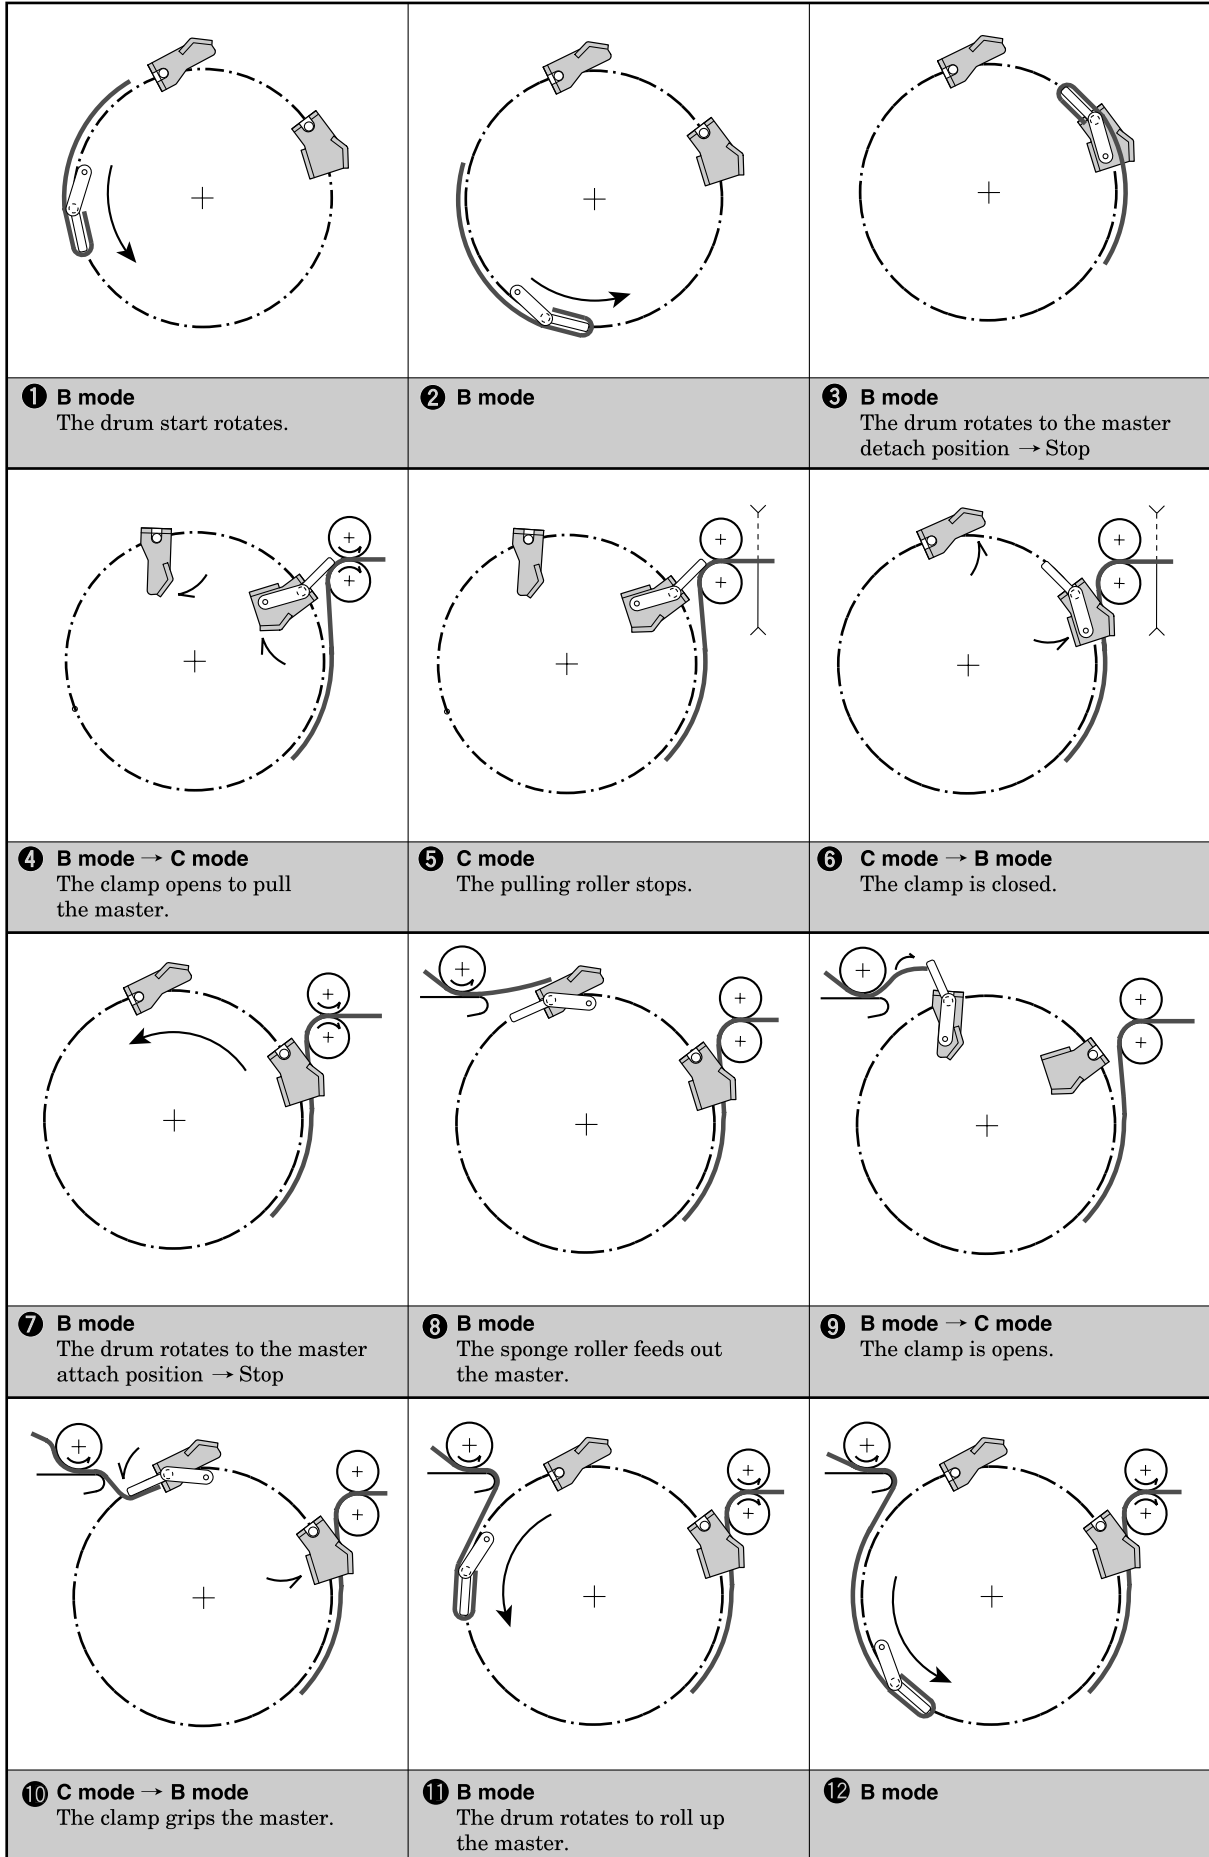 ❶ B mode
The drum start rotates.
❷ B mode
❸ B mode
The drum rotates to the master
detach position → Stop
❹ B mode → C mode
The clamp opens to pull
the master.
❺ C mode
The pulling roller stops.
❻ C mode → B mode
The clamp is closed.
❼ B mode
The drum rotates to the master
attach position → Stop
❽ B mode
The sponge roller feeds out
the master.
❾ B mode → C mode
The clamp is opens.
❿ C mode → B mode
The clamp grips the master.
⓫ B mode
The drum rotates to roll up
the master.
⓬ B mode